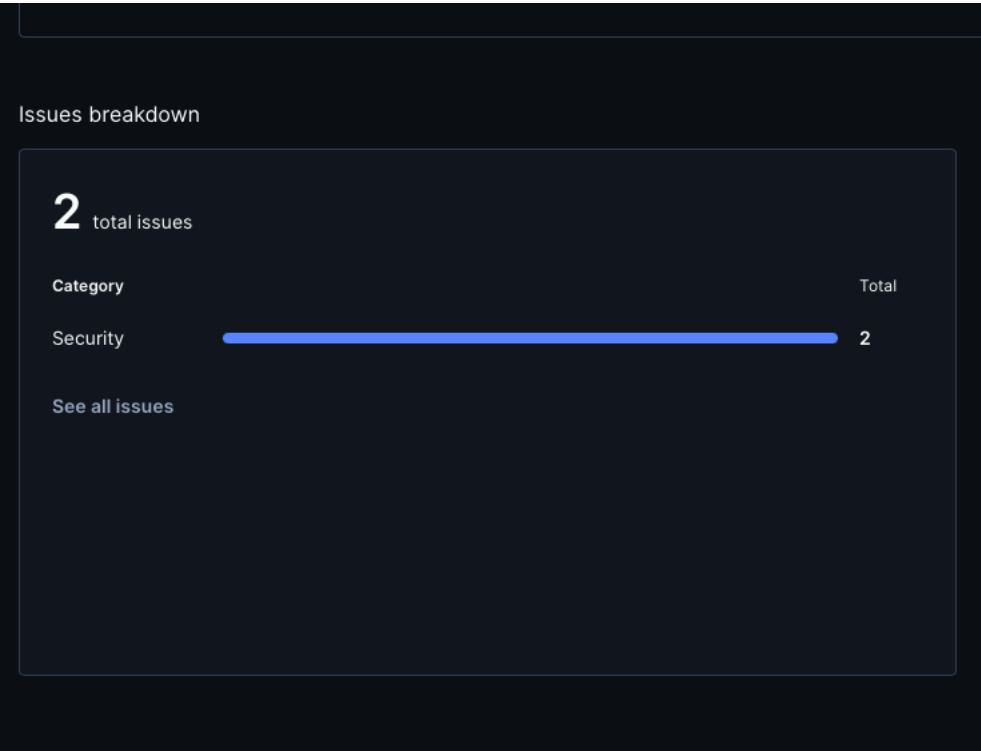 Issues breakdown
2 total issues
Category Total
Security 2
See all issues